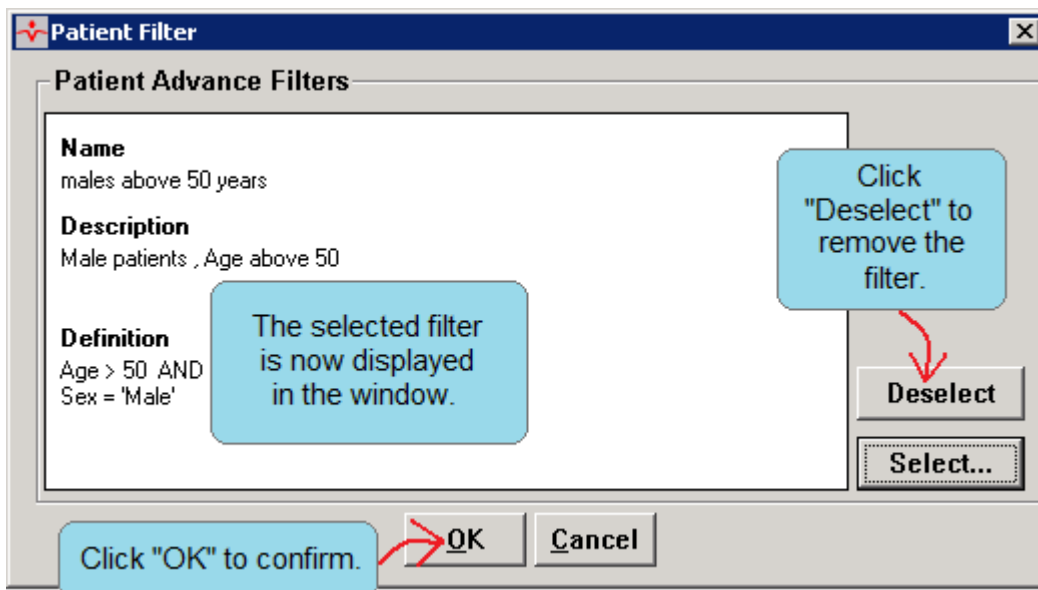 Patient Filter
Patient Advance Filters
Name
males above 50 years
Description
Male patients , Age above 50
Definition
Age > 50 AND
Sex = 'Male'
The selected filter
is now displayed
in the window.
Click
"Deselect" to
remove the
filter.
Deselect
Select...
Click "OK" to confirm.
OK
Cancel